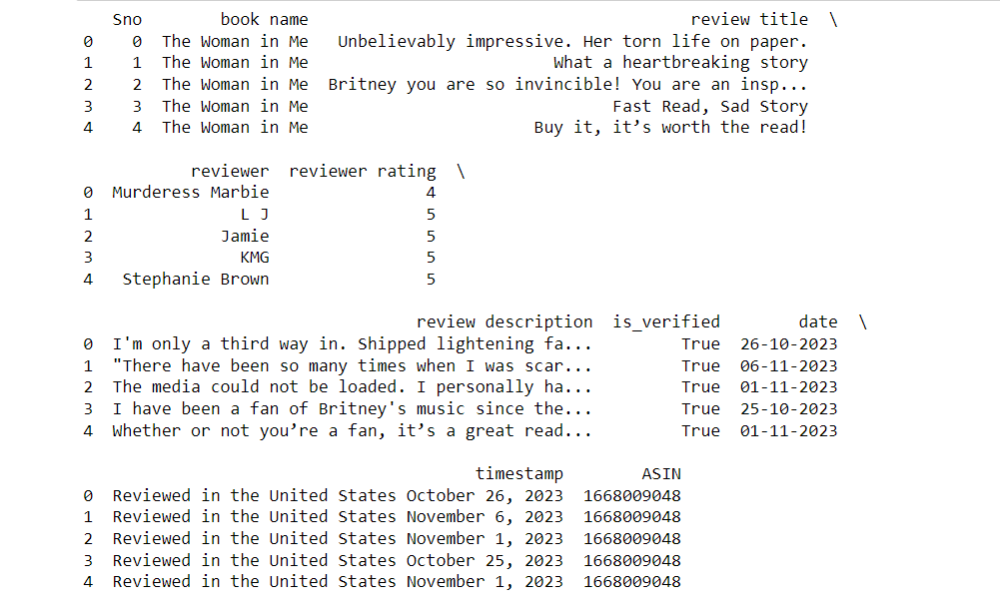 Sno book name review title \
0 0 The Woman in Me Unbelievably impressive. Her torn life on paper.
1 1 The Woman in Me What a heartbreaking story
2 2 The Woman in Me Britney you are so invincible! You are an insp...
3 3 The Woman in Me Fast Read, Sad Story
4 4 The Woman in Me Buy it, it’s worth the read!
reviewer reviewer rating \
0 Murderess Marbie 4
1 L J 5
2 Jamie 5
3 KMG 5
4 Stephanie Brown 5
review description is_verified date \
0 I'm only a third way in. Shipped lightening fa... True 26-10-2023
1 "There have been so many times when I was scar... True 06-11-2023
2 The media could not be loaded. I personally ha... True 01-11-2023
3 I have been a fan of Britney's music since the... True 25-10-2023
4 Whether or not you’re a fan, it’s a great read... True 01-11-2023
timestamp ASIN
0 Reviewed in the United States October 26, 2023 1668009048
1 Reviewed in the United States November 6, 2023 1668009048
2 Reviewed in the United States November 1, 2023 1668009048
3 Reviewed in the United States October 25, 2023 1668009048
4 Reviewed in the United States November 1, 2023 1668009048